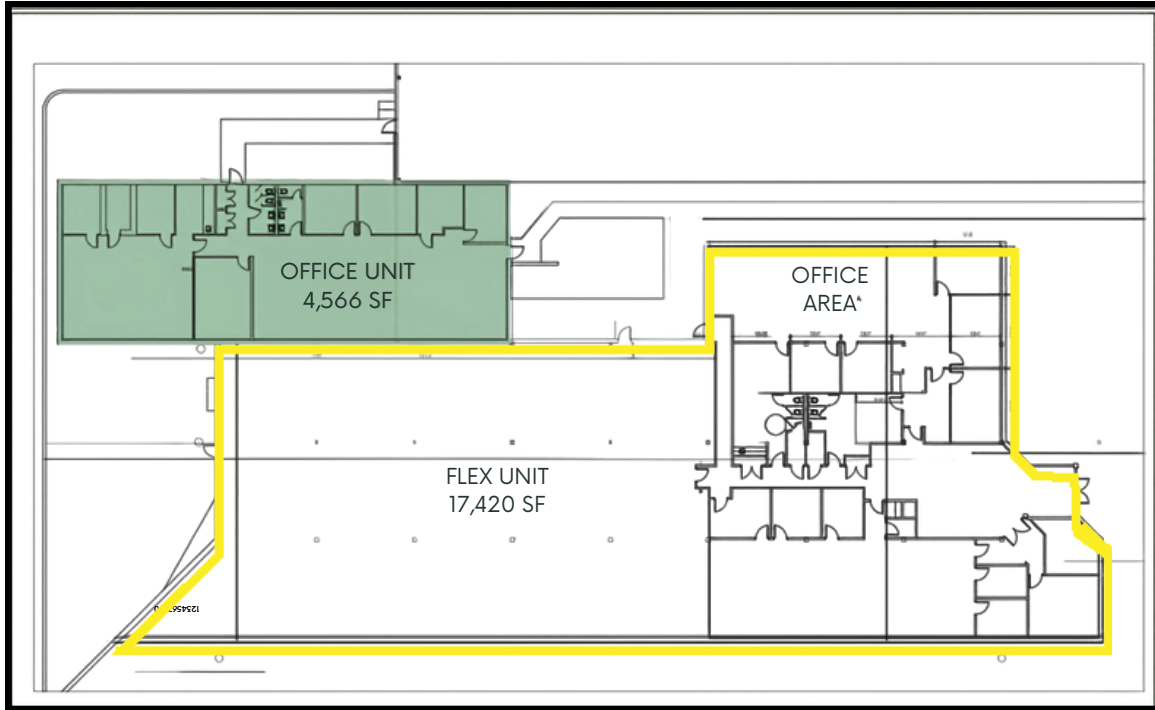 OFFICE UNIT
4,566 SF
OFFICE
AREA*
FLEX UNIT
17,420 SF